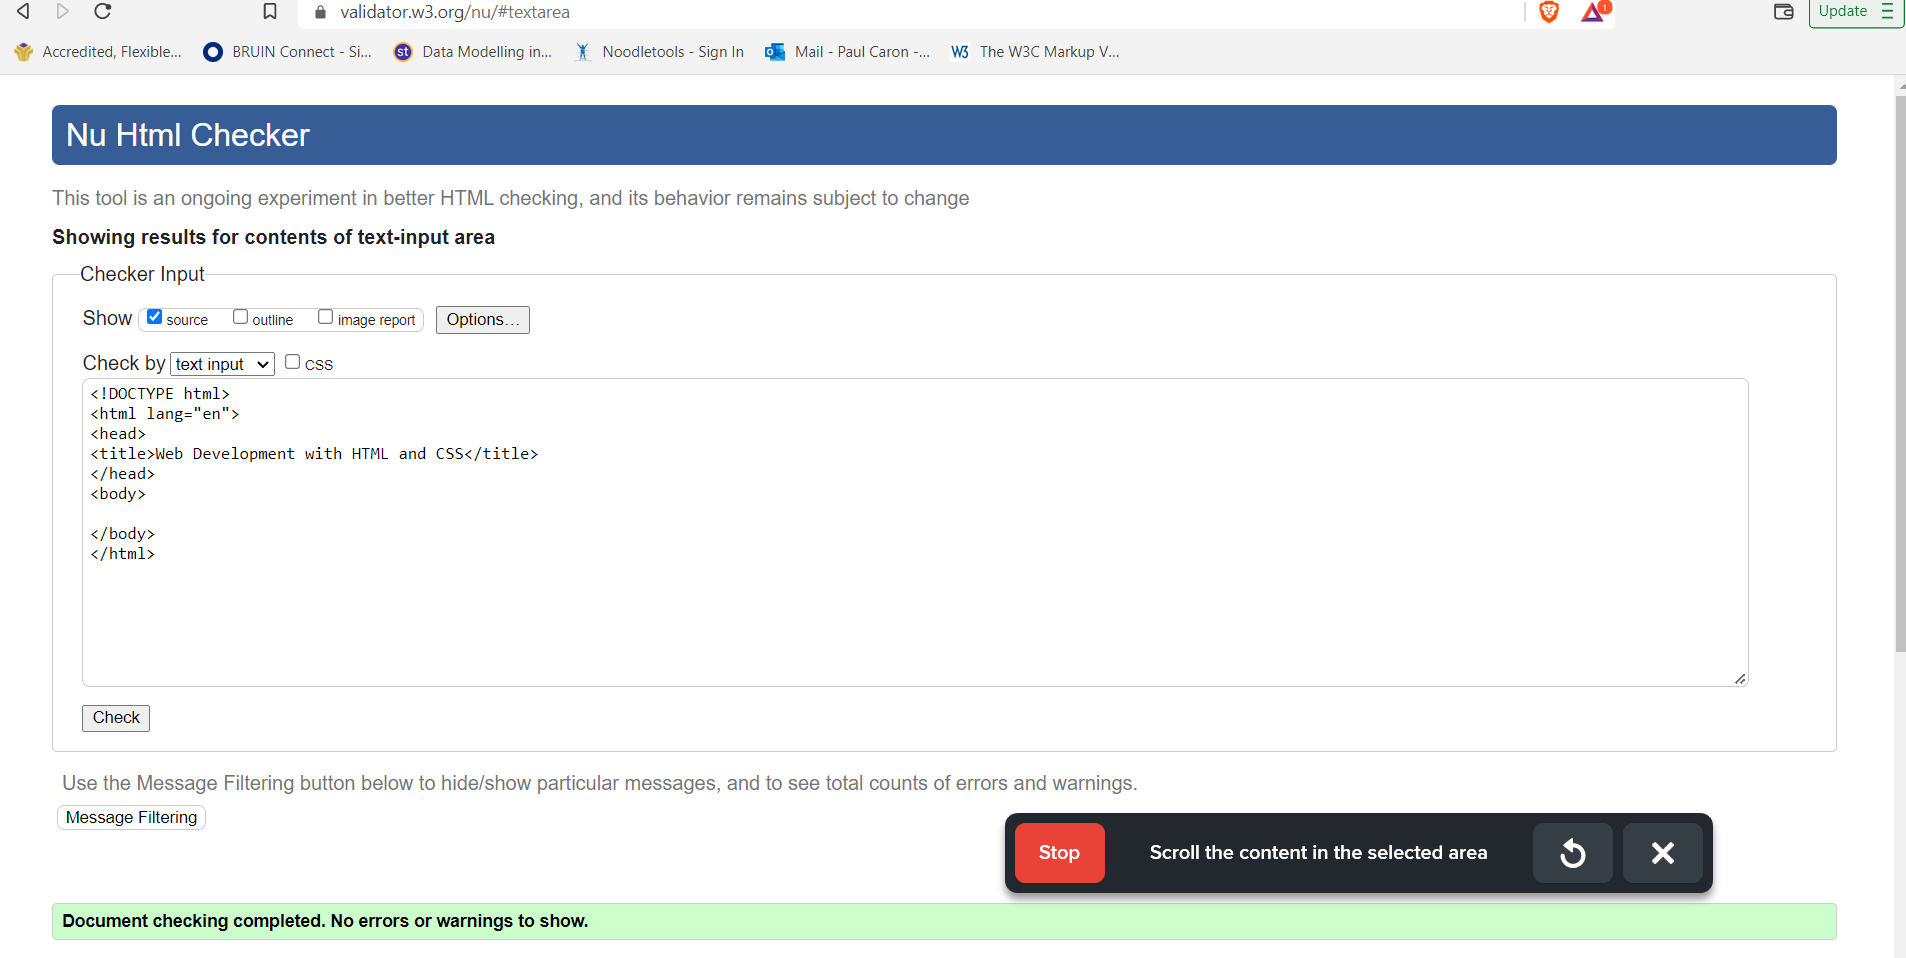 validator.w3.org/nu/#textarea
1
Update
Accredited, Flexible... BRUIN Connect - Si... st Data Modelling in... Noodletools - Sign In Mail - Paul Caron -... W3 The W3C Markup V...
Nu Html Checker
This tool is an ongoing experiment in better HTML checking, and its behavior remains subject to change
Showing results for contents of text-input area
Checker Input
Show source outline image report Options...
Check by text input CSS
<!DOCTYPE html>
<html lang="en">
<head>
<title>Web Development with HTML and CSS</title>
</head>
<body>
</body>
</html>
Check
Use the Message Filtering button below to hide/show particular messages, and to see total counts of errors and warnings.
Message Filtering
Stop Scroll the content in the selected area
Document checking completed. No errors or warnings to show.